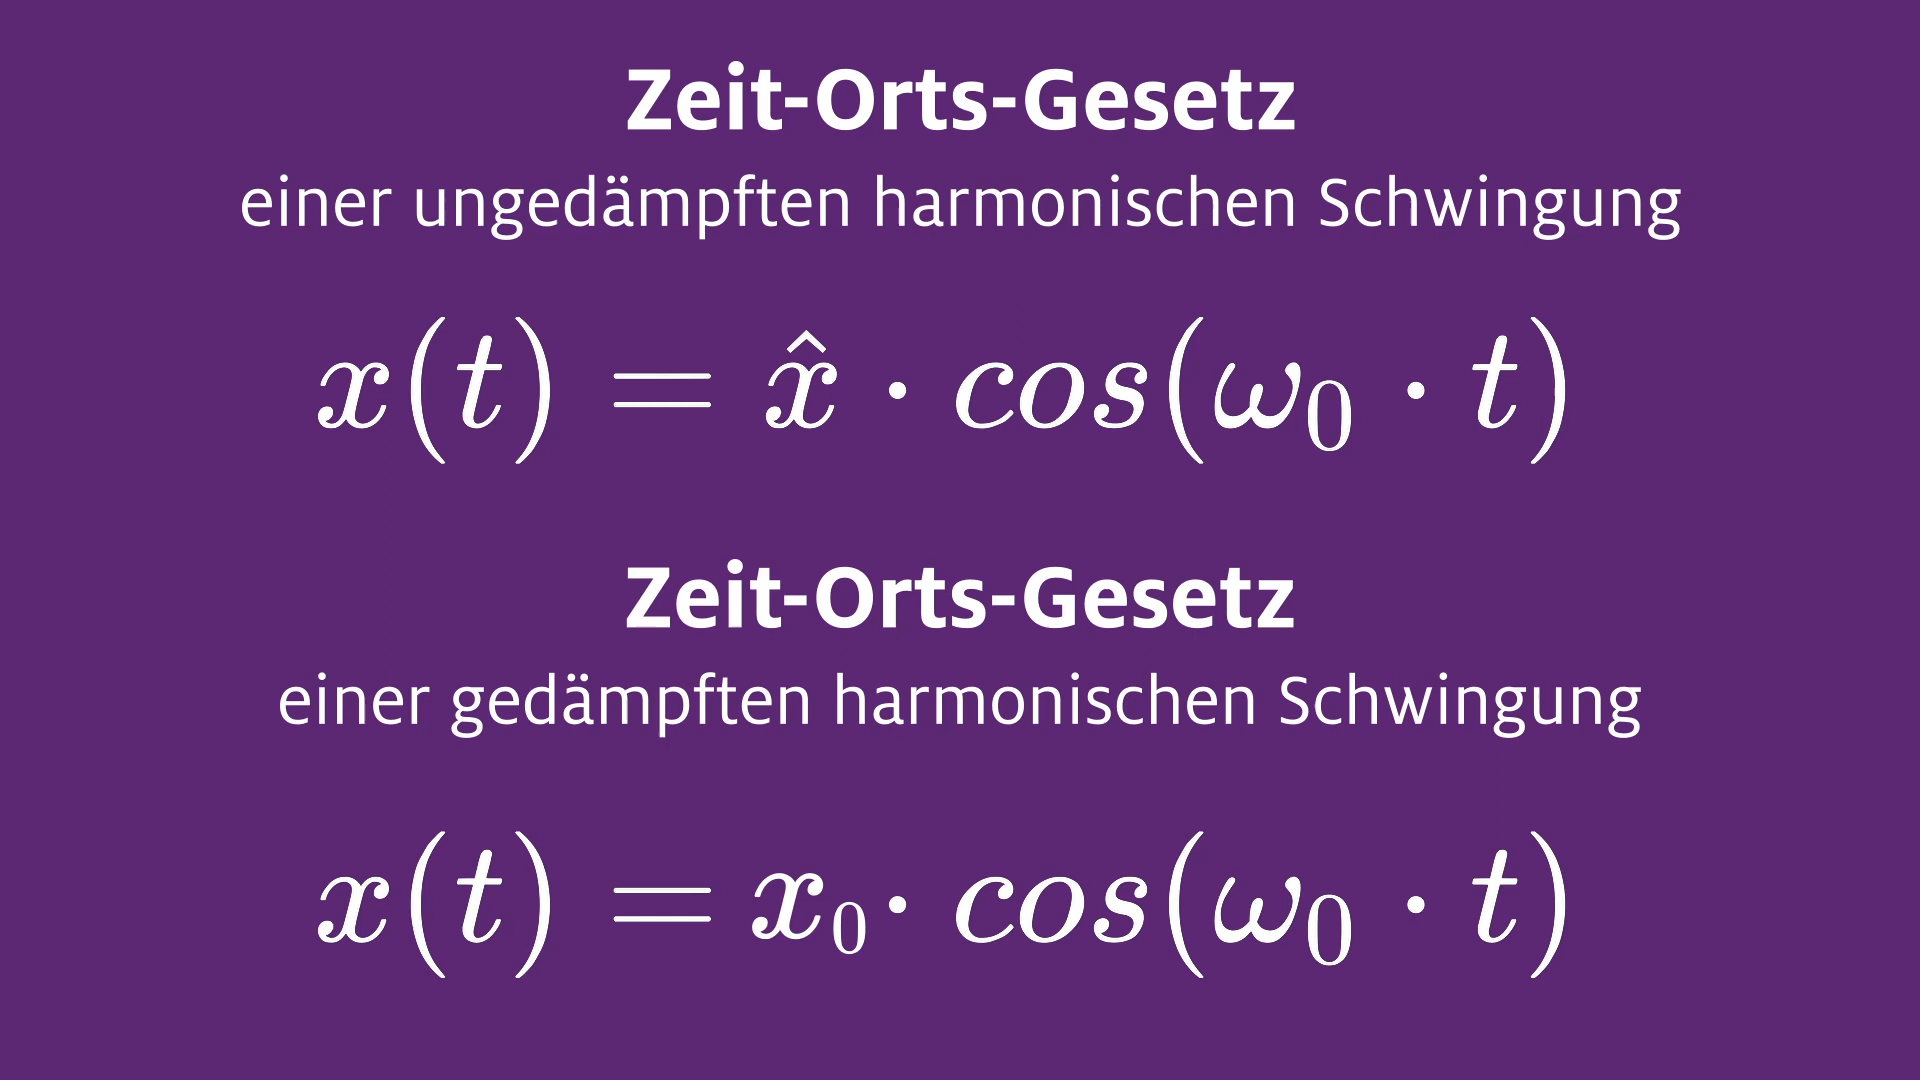 Zeit-Orts-Gesetz
einer ungedämpften harmonischen Schwingung
x(t) = x̂ · cos(ω₀ · t)
Zeit-Orts-Gesetz
einer gedämpften harmonischen Schwingung
x(t) = x₀ · cos(ω₀ · t)